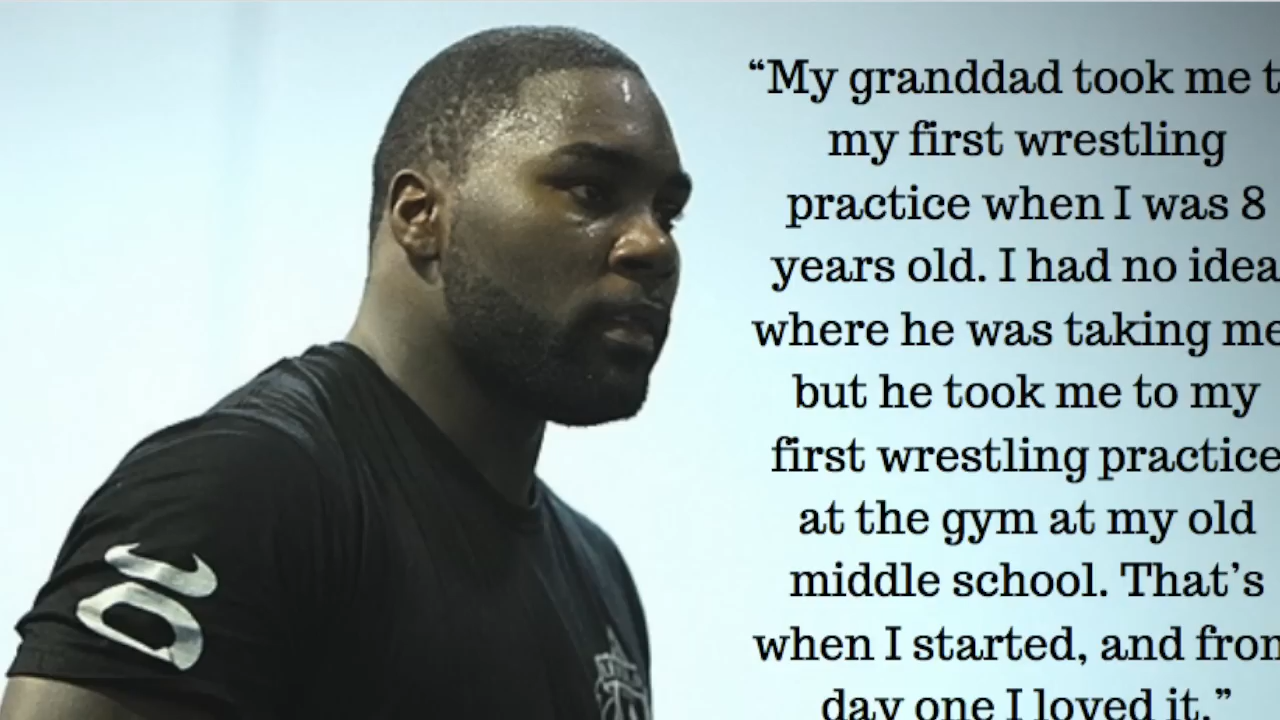 “My granddad took me t
my first wrestling
practice when I was 8
years old. I had no idea
where he was taking me
but he took me to my
first wrestling practice
at the gym at my old
middle school. That’s
when I started, and from
day one I loved it.”